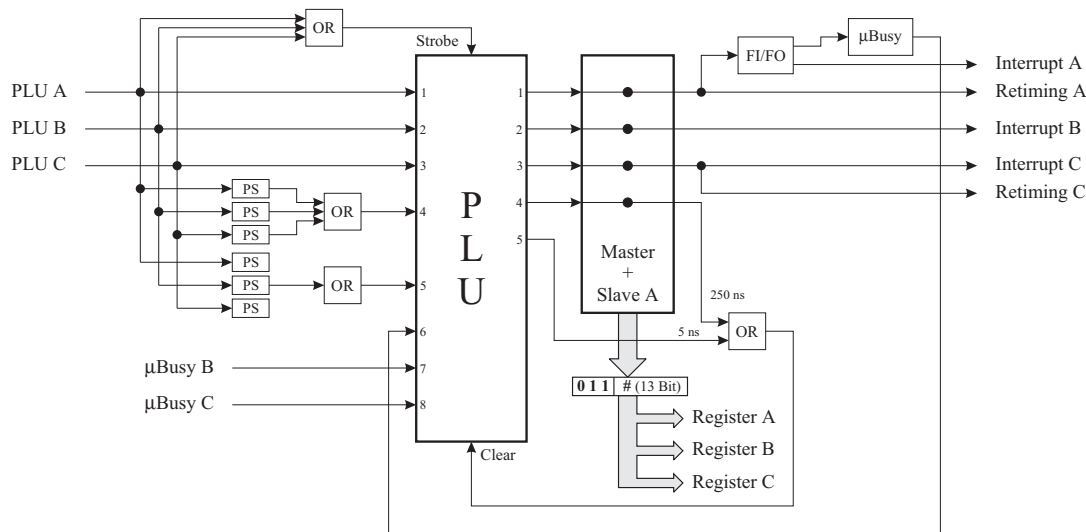 OR
Strobe
FI/FO
µBusy
Interrupt A
PLU A
1
1
Retiming A
PLU B
2
2
Interrupt B
PLU C
3
3
Interrupt C
PS
Retiming C
PS
OR
4
4
PS
P
L
U
5
Master
+
Slave A
PS
PS
OR
5
PS
250 ns
6
5 ns
OR
µBusy B
7
0 1 1 # (13 Bit)
µBusy C
8
Register A
Register B
Clear
Register C